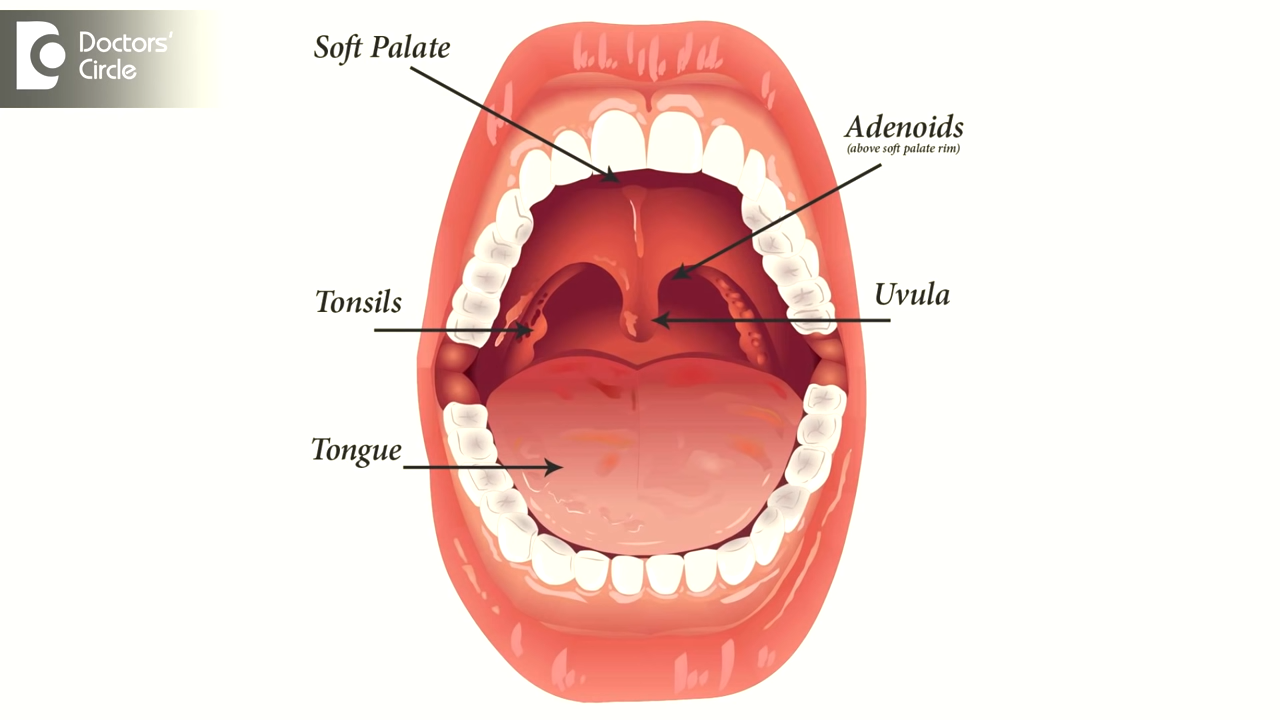 Doctors'
Circle
Soft Palate
Adenoids
(above soft palate rim)
Tonsils
Uvula
Tongue